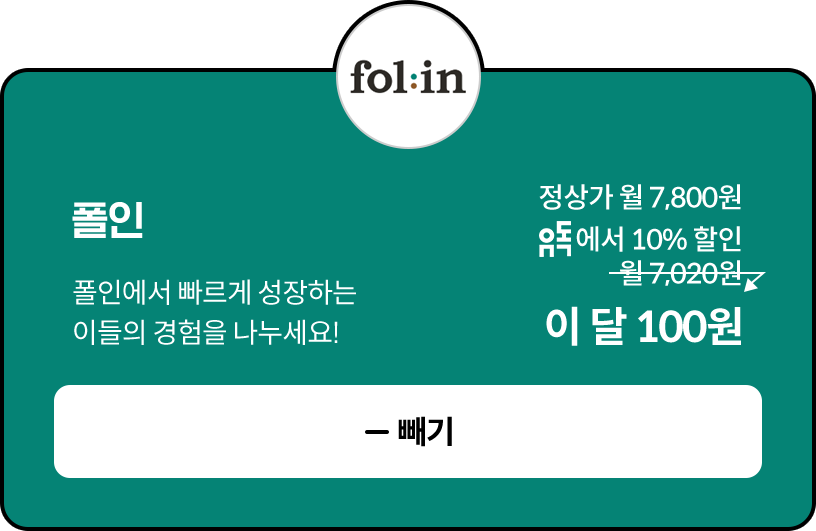 fol:in
폴인
폴인에서 빠르게 성장하는
이들의 경험을 나누세요!
정상가 월 7,800원
유독에서 10% 할인
월 7,020원
이 달 100원
— 빼기